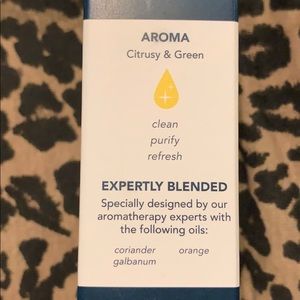 AROMA
Citrusy & Green
clean
purify
refresh
EXPERTLY BLENDED
Specially designed by our
aromatherapy experts with
the following oils:
coriander orange
galbanum